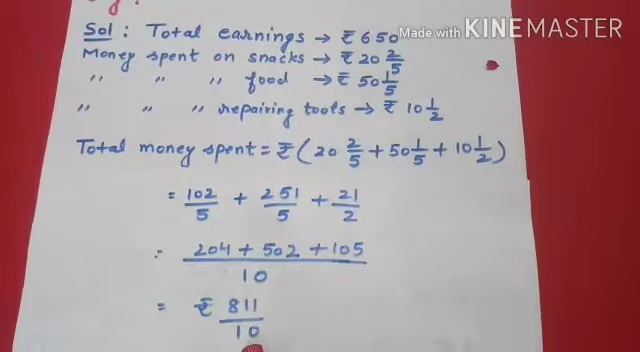 Sol : Total earnings → ₹ 650
Made with KINEMASTER
Money spent on snacks → ₹ 20 2/5
" " " food → ₹ 50 1/5
" " " repairing tools → ₹ 10 1/2
Total money spent = ₹ ( 20 2/5 + 50 1/5 + 10 1/2 )
= 102/5 + 251/5 + 21/2
= 204 + 502 + 105 / 10
= ₹ 811/10